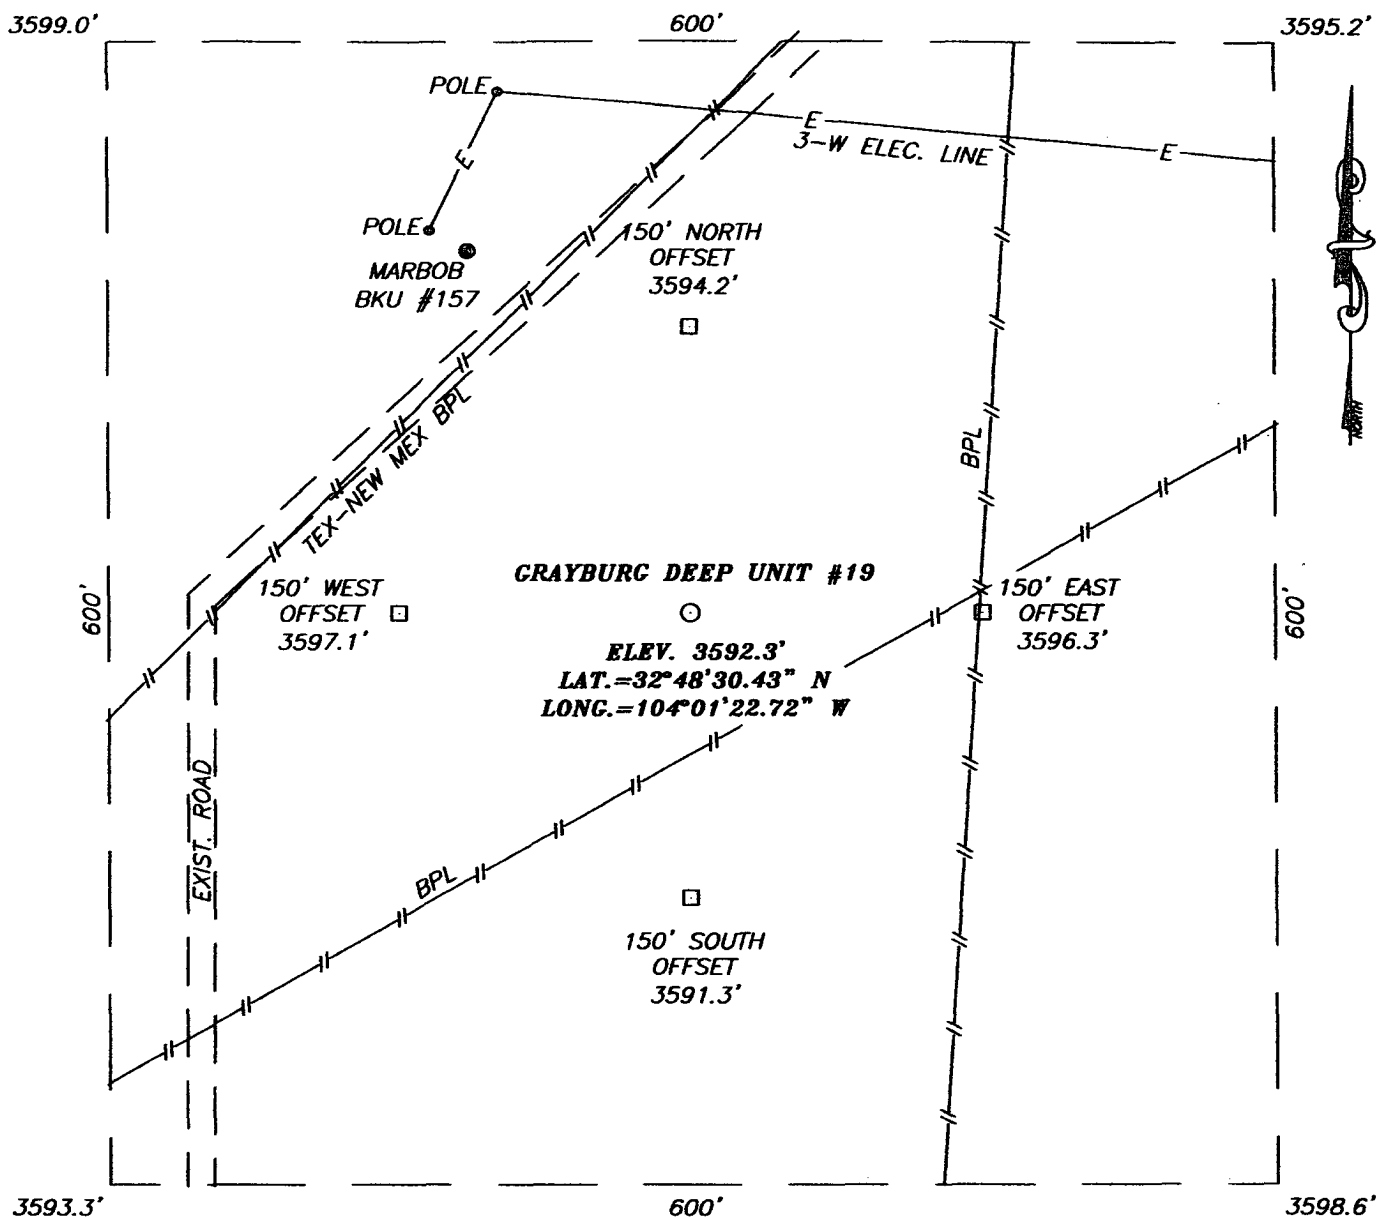 3599.0'
600'
3595.2'
POLE
E
3-W ELEC. LINE
E
E
POLE
MARBOB
BKU #157
150' NORTH
OFFSET
3594.2'
NORTH
TEX-NEW MEX BPL
BPL
GRAYBURG DEEP UNIT #19
600'
150' WEST
OFFSET
3597.1'
150' EAST
OFFSET
3596.3'
600'
ELEV. 3592.3'
LAT.=32°48'30.43" N
LONG.=104°01'22.72" W
EXIST. ROAD
BPL
150' SOUTH
OFFSET
3591.3'
3593.3'
600'
3598.6'